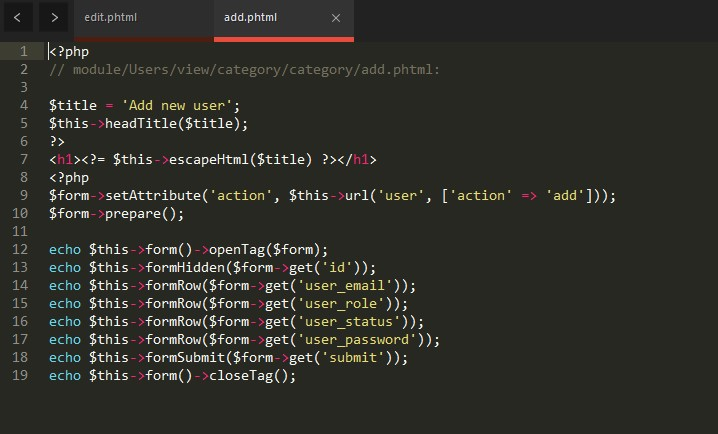 < > edit.phtml add.phtml ×
1 <?php
2 // module/Users/view/category/category/add.phtml:
3
4 $title = 'Add new user';
5 $this->headTitle($title);
6 ?>
7 <h1><?= $this->escapeHtml($title) ?></h1>
8 <?php
9 $form->setAttribute('action', $this->url('user', ['action' => 'add']));
10 $form->prepare();
11
12 echo $this->form()->openTag($form);
13 echo $this->formHidden($form->get('id'));
14 echo $this->formRow($form->get('user_email'));
15 echo $this->formRow($form->get('user_role'));
16 echo $this->formRow($form->get('user_status'));
17 echo $this->formRow($form->get('user_password'));
18 echo $this->formSubmit($form->get('submit'));
19 echo $this->form()->closeTag();